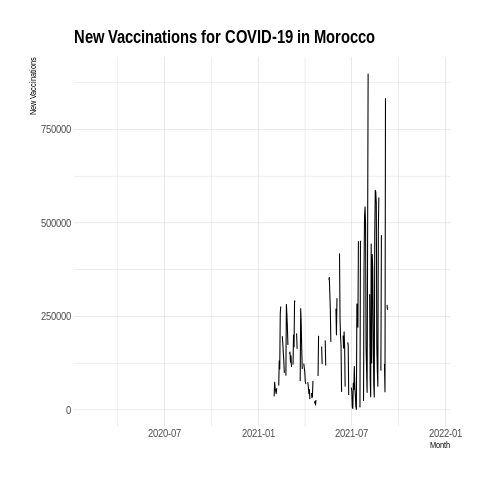 New Vaccinations for COVID-19 in Morocco
New Vaccinations
750000
500000
250000
0
2020-07
2021-01
2021-07
2022-01
Month